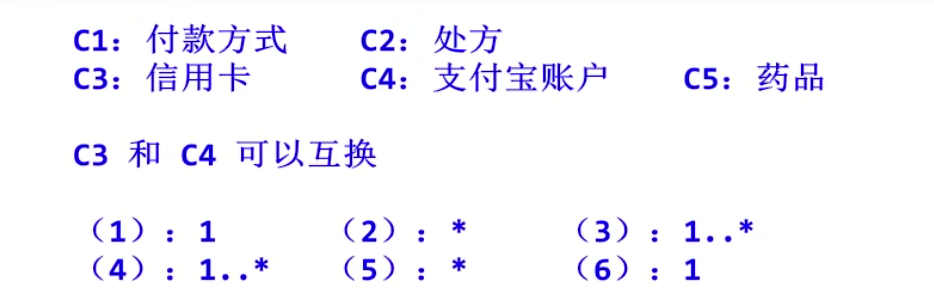 C1：付款方式 C2：处方
C3：信用卡 C4：支付宝账户 C5：药品
C3 和 C4 可以互换
（1）：1 （2）：* （3）：1..*
（4）：1..* （5）：* （6）：1